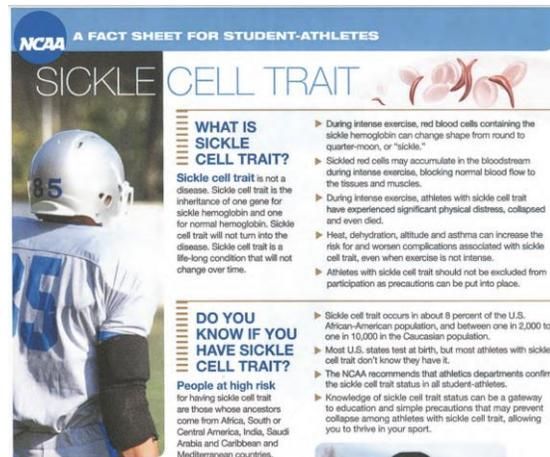 NCAA
A FACT SHEET FOR STUDENT-ATHLETES
SICKLE CELL TRAIT
WHAT IS
SICKLE
CELL TRAIT?
Sickle cell trait is not a
disease. Sickle cell trait is the
inheritance of one gene for
sickle hemoglobin and one
for normal hemoglobin. Sickle
cell trait will not turn into the
disease. Sickle cell trait is a
life-long condition that will not
change over time.
During intense exercise, red blood cells containing the
sickle hemoglobin can change shape from round to
quarter-moon, or "sickle."
Sickled red cells may accumulate in the bloodstream
during intense exercise, blocking normal blood flow to
the tissues and muscles.
During intense exercise, athletes with sickle cell trait
have experienced significant physical distress, collapsed
and even died.
Heat, dehydration, altitude and asthma can increase the
risk for and worsen complications associated with sickle
cell trait, even when exercise is not intense.
Athletes with sickle cell trait should not be excluded from
participation as precautions can be put into place.
DO YOU
KNOW IF YOU
HAVE SICKLE
CELL TRAIT?
People at high risk
for having sickle cell trait
are those whose ancestors
come from Africa, South or
Central America, India, Saudi
Arabia and Caribbean and
Mediterranean countries.
Sickle cell trait occurs in about 8 percent of the U.S.
African-American population, and between one in 2,000 to
one in 10,000 in the Caucasian population.
Most U.S. states test at birth, but most athletes with sickle
cell trait don't know they have it.
The NCAA recommends that athletics departments confirm
the sickle cell trait status in all student-athletes.
Knowledge of sickle cell trait status can be a gateway
to education and simple precautions that may prevent
collapse among athletes with sickle cell trait, allowing
you to thrive in your sport.
85